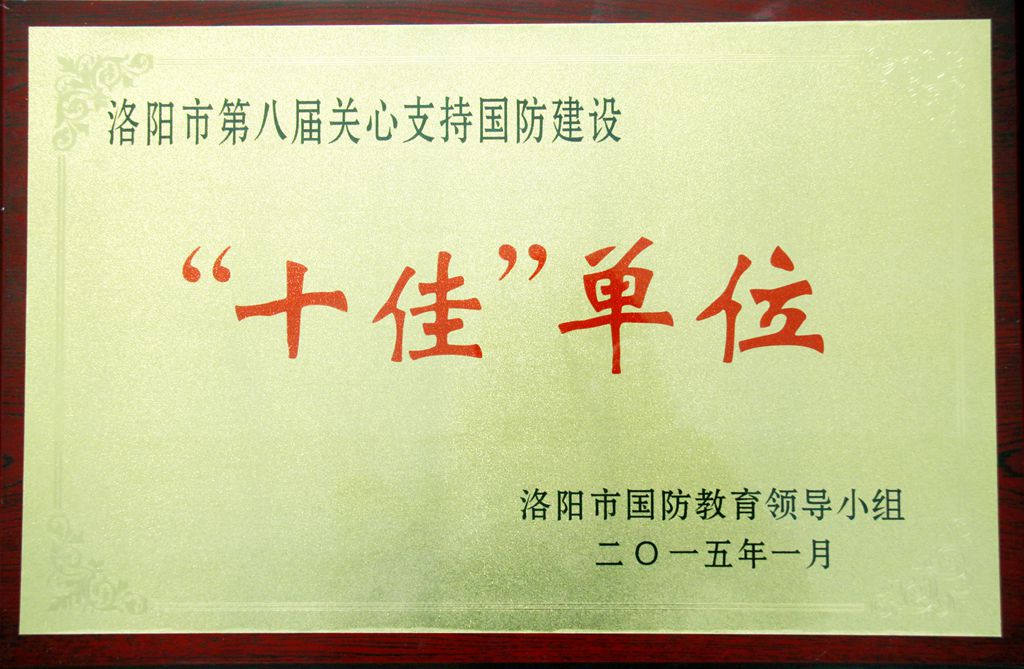 洛阳市第八届关心支持国防建设
“十佳”单位
洛阳市国防教育领导小组
二〇一五年一月